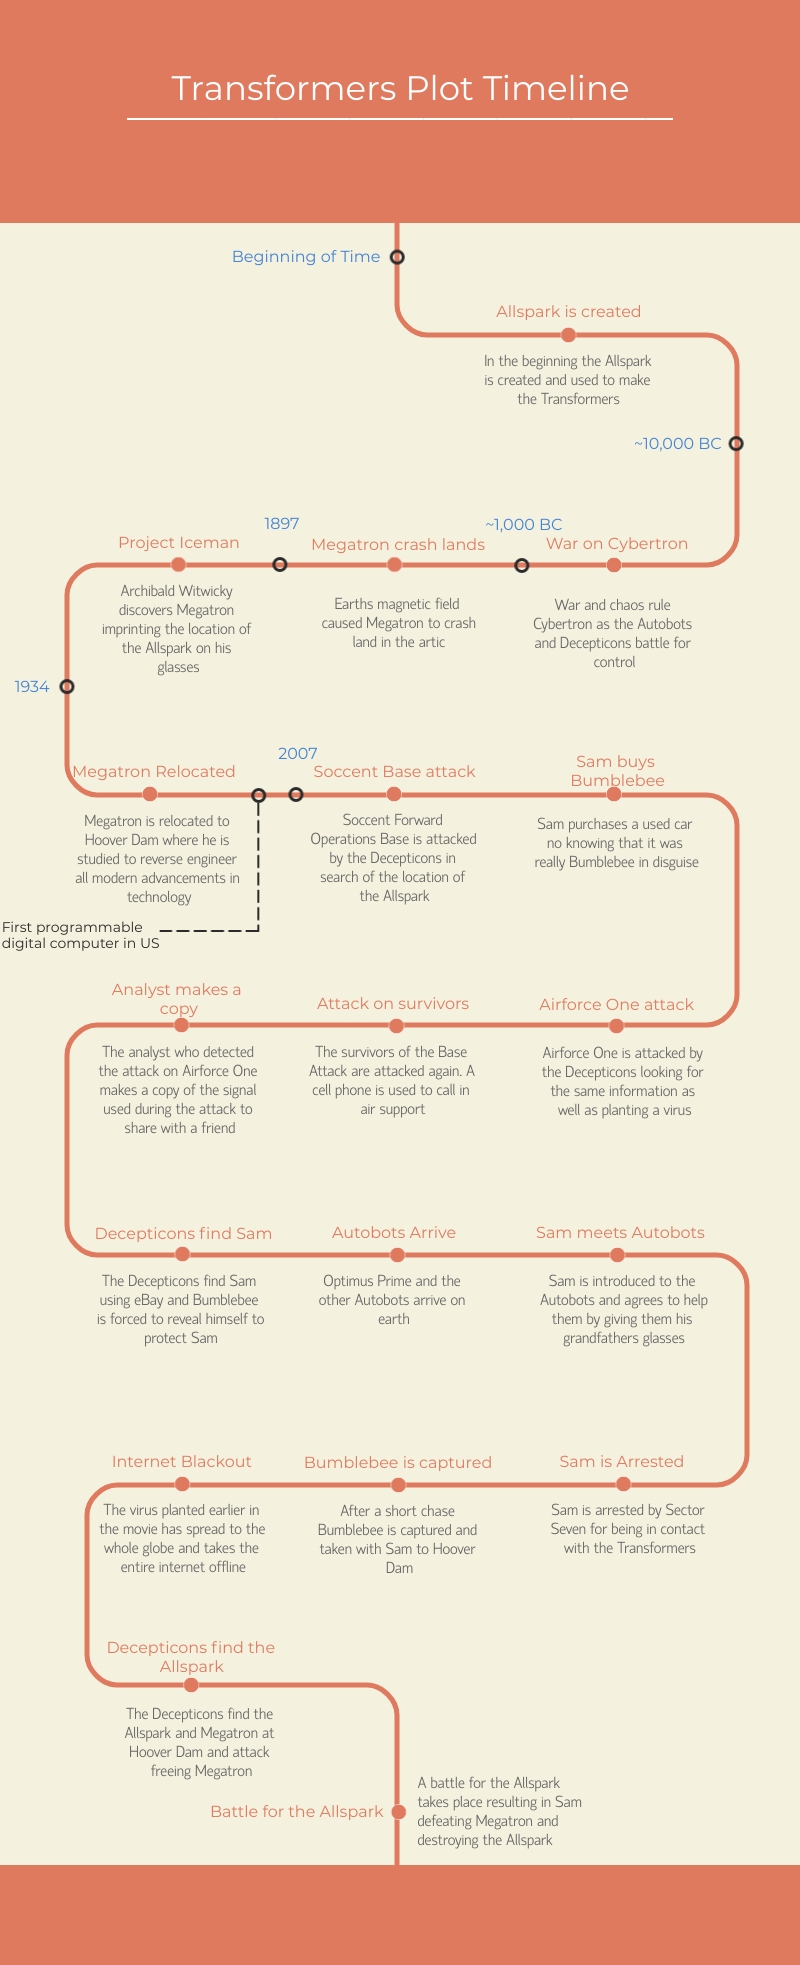 Transformers Plot Timeline
Beginning of Time
Allspark is created
In the beginning the Allspark
is created and used to make
the Transformers
~10,000 BC
War on Cybertron
War and chaos rule
Cybertron as the Autobots
and Decepticons battle for
control
~1,000 BC
Megatron crash lands
Earths magnetic field
caused Megatron to crash
land in the artic
1897
Project Iceman
Archibald Witwicky
discovers Megatron
imprinting the location of
the Allspark on his
glasses
1934
Megatron Relocated
Megatron is relocated to
Hoover Dam where he is
studied to reverse engineer
all modern advancements in
technology
First programmable
digital computer in US
2007
Soccent Base attack
Soccent Forward
Operations Base is attacked
by the Decepticons in
search of the location of
the Allspark
Sam buys
Bumblebee
Sam purchases a used car
no knowing that it was
really Bumblebee in disguise
Airforce One attack
Airforce One is attacked by
the Decepticons looking for
the same information as
well as planting a virus
Attack on survivors
The survivors of the Base
Attack are attacked again. A
cell phone is used to call in
air support
Analyst makes a
copy
The analyst who detected
the attack on Airforce One
makes a copy of the signal
used during the attack to
share with a friend
Decepticons find Sam
The Decepticons find Sam
using eBay and Bumblebee
is forced to reveal himself to
protect Sam
Autobots Arrive
Optimus Prime and the
other Autobots arrive on
earth
Sam meets Autobots
Sam is introduced to the
Autobots and agrees to help
them by giving them his
grandfathers glasses
Sam is Arrested
Sam is arrested by Sector
Seven for being in contact
with the Transformers
Bumblebee is captured
After a short chase
Bumblebee is captured and
taken with Sam to Hoover
Dam
Internet Blackout
The virus planted earlier in
the movie has spread to the
whole globe and takes the
entire internet offline
Decepticons find the
Allspark
The Decepticons find the
Allspark and Megatron at
Hoover Dam and attack
freeing Megatron
Battle for the Allspark
A battle for the Allspark
takes place resulting in Sam
defeating Megatron and
destroying the Allspark